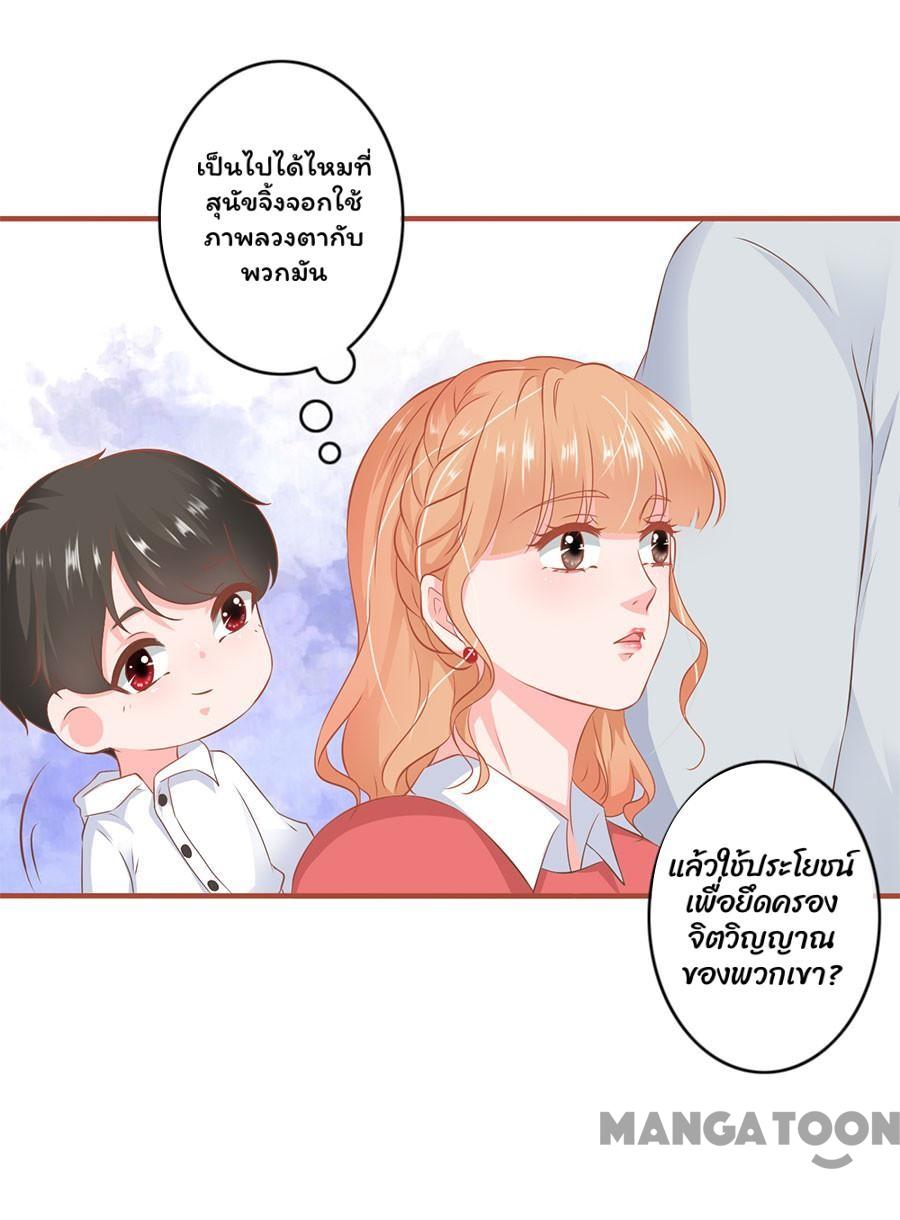 เป็นไปได้ไหมที่
สุนัขจิ้งจอกใช้
ภาพลวงตากับ
พวกมัน
แล้วใช้ประโยชน์
เพื่อยึดครอง
จิตวิญญาณ
ของพวกเขา?
MANGATOON